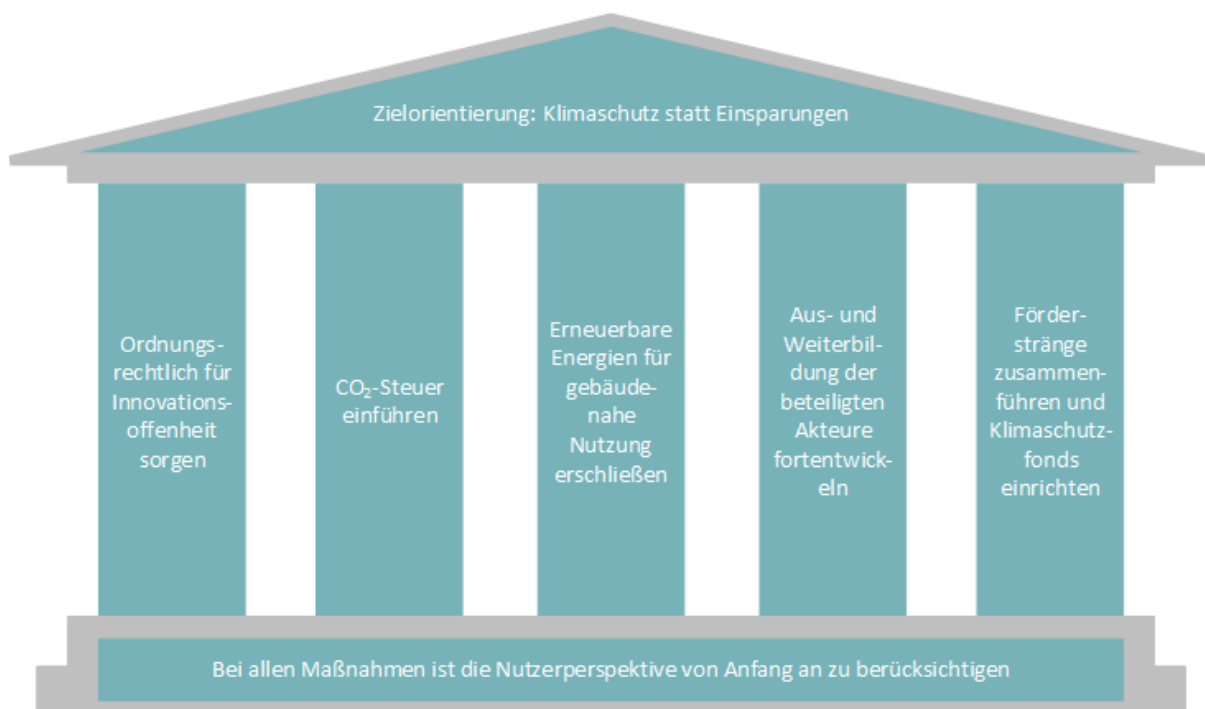 Zielorientierung: Klimaschutz statt Einsparungen
Ordnungs-
rechtlich für
Innovations-
offenheit
sorgen
CO₂-Steuer
einführen
Erneuerbare
Energien für
gebäude-
nahe
Nutzung
erschließen
Aus- und
Weiterbil-
dung der
beteiligten
Akteure
fortentwick-
eln
Förder-
stränge
zusammen-
führen und
Klimaschutz-
fonds
einrichten
Bei allen Maßnahmen ist die Nutzerperspektive von Anfang an zu berücksichtigen